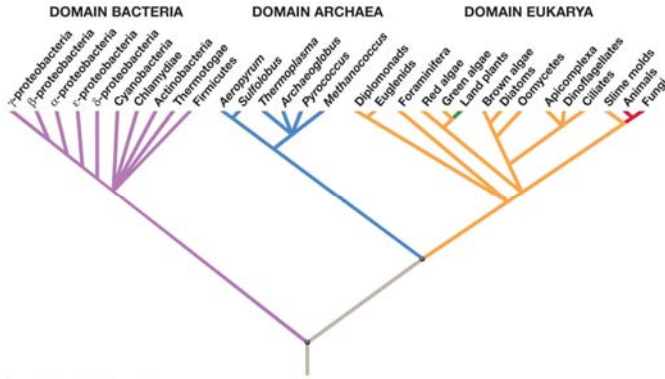 DOMAIN BACTERIA
DOMAIN ARCHAEA
DOMAIN EUKARYA
γ-proteobacteria
β-proteobacteria
α-proteobacteria
ε-proteobacteria
δ-proteobacteria
Cyanobacteria
Chlamydiae
Actinobacteria
Thermotogae
Firmicutes
Aeropyrum
Sulfolobus
Thermoplasma
Archaeoglobus
Pyrococcus
Methanococcus
Diplomonads
Euglenids
Foraminifera
Red algae
Green algae
Land plants
Brown algae
Diatoms
Oomycetes
Apicomplexa
Dinoflagellates
Ciliates
Slime molds
Animals
Fungi